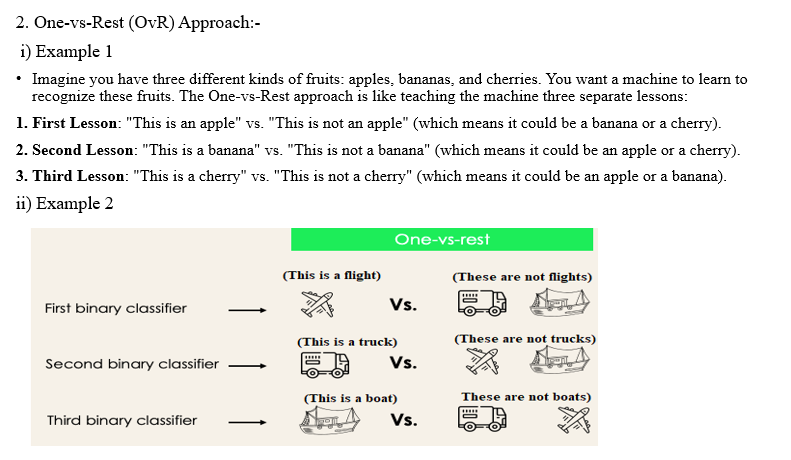 2. One-vs-Rest (OvR) Approach:-
i) Example 1
• Imagine you have three different kinds of fruits: apples, bananas, and cherries. You want a machine to learn to
recognize these fruits. The One-vs-Rest approach is like teaching the machine three separate lessons:
1. First Lesson: "This is an apple" vs. "This is not an apple" (which means it could be a banana or a cherry).
2. Second Lesson: "This is a banana" vs. "This is not a banana" (which means it could be an apple or a cherry).
3. Third Lesson: "This is a cherry" vs. "This is not a cherry" (which means it could be an apple or a banana).
ii) Example 2
One-vs-rest
(This is a flight) (These are not flights)
First binary classifier Vs.
(This is a truck) (These are not trucks)
Second binary classifier Vs.
(This is a boat) These are not boats)
Third binary classifier Vs.